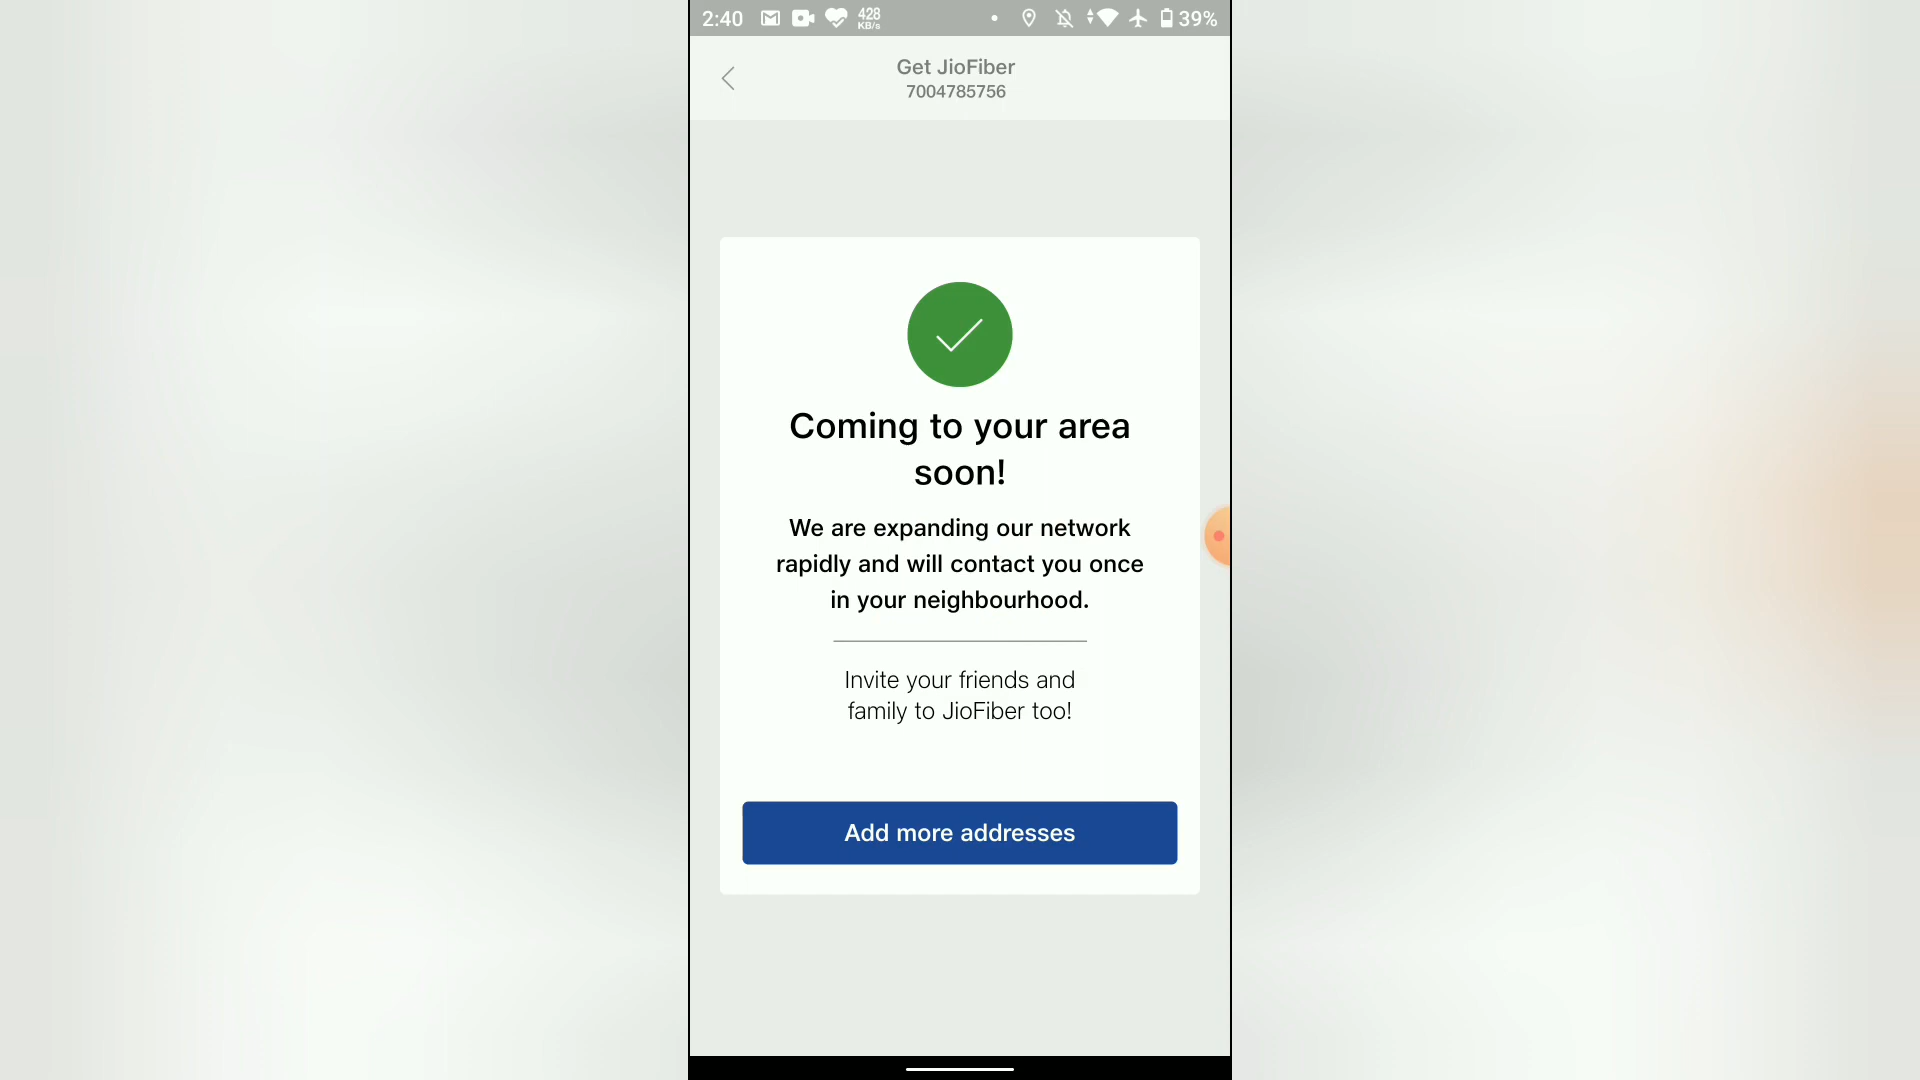 2:40 428 KB/s 39%
Get JioFiber
7004785756
Coming to your area
soon!
We are expanding our network
rapidly and will contact you once
in your neighbourhood.
Invite your friends and
family to JioFiber too!
Add more addresses